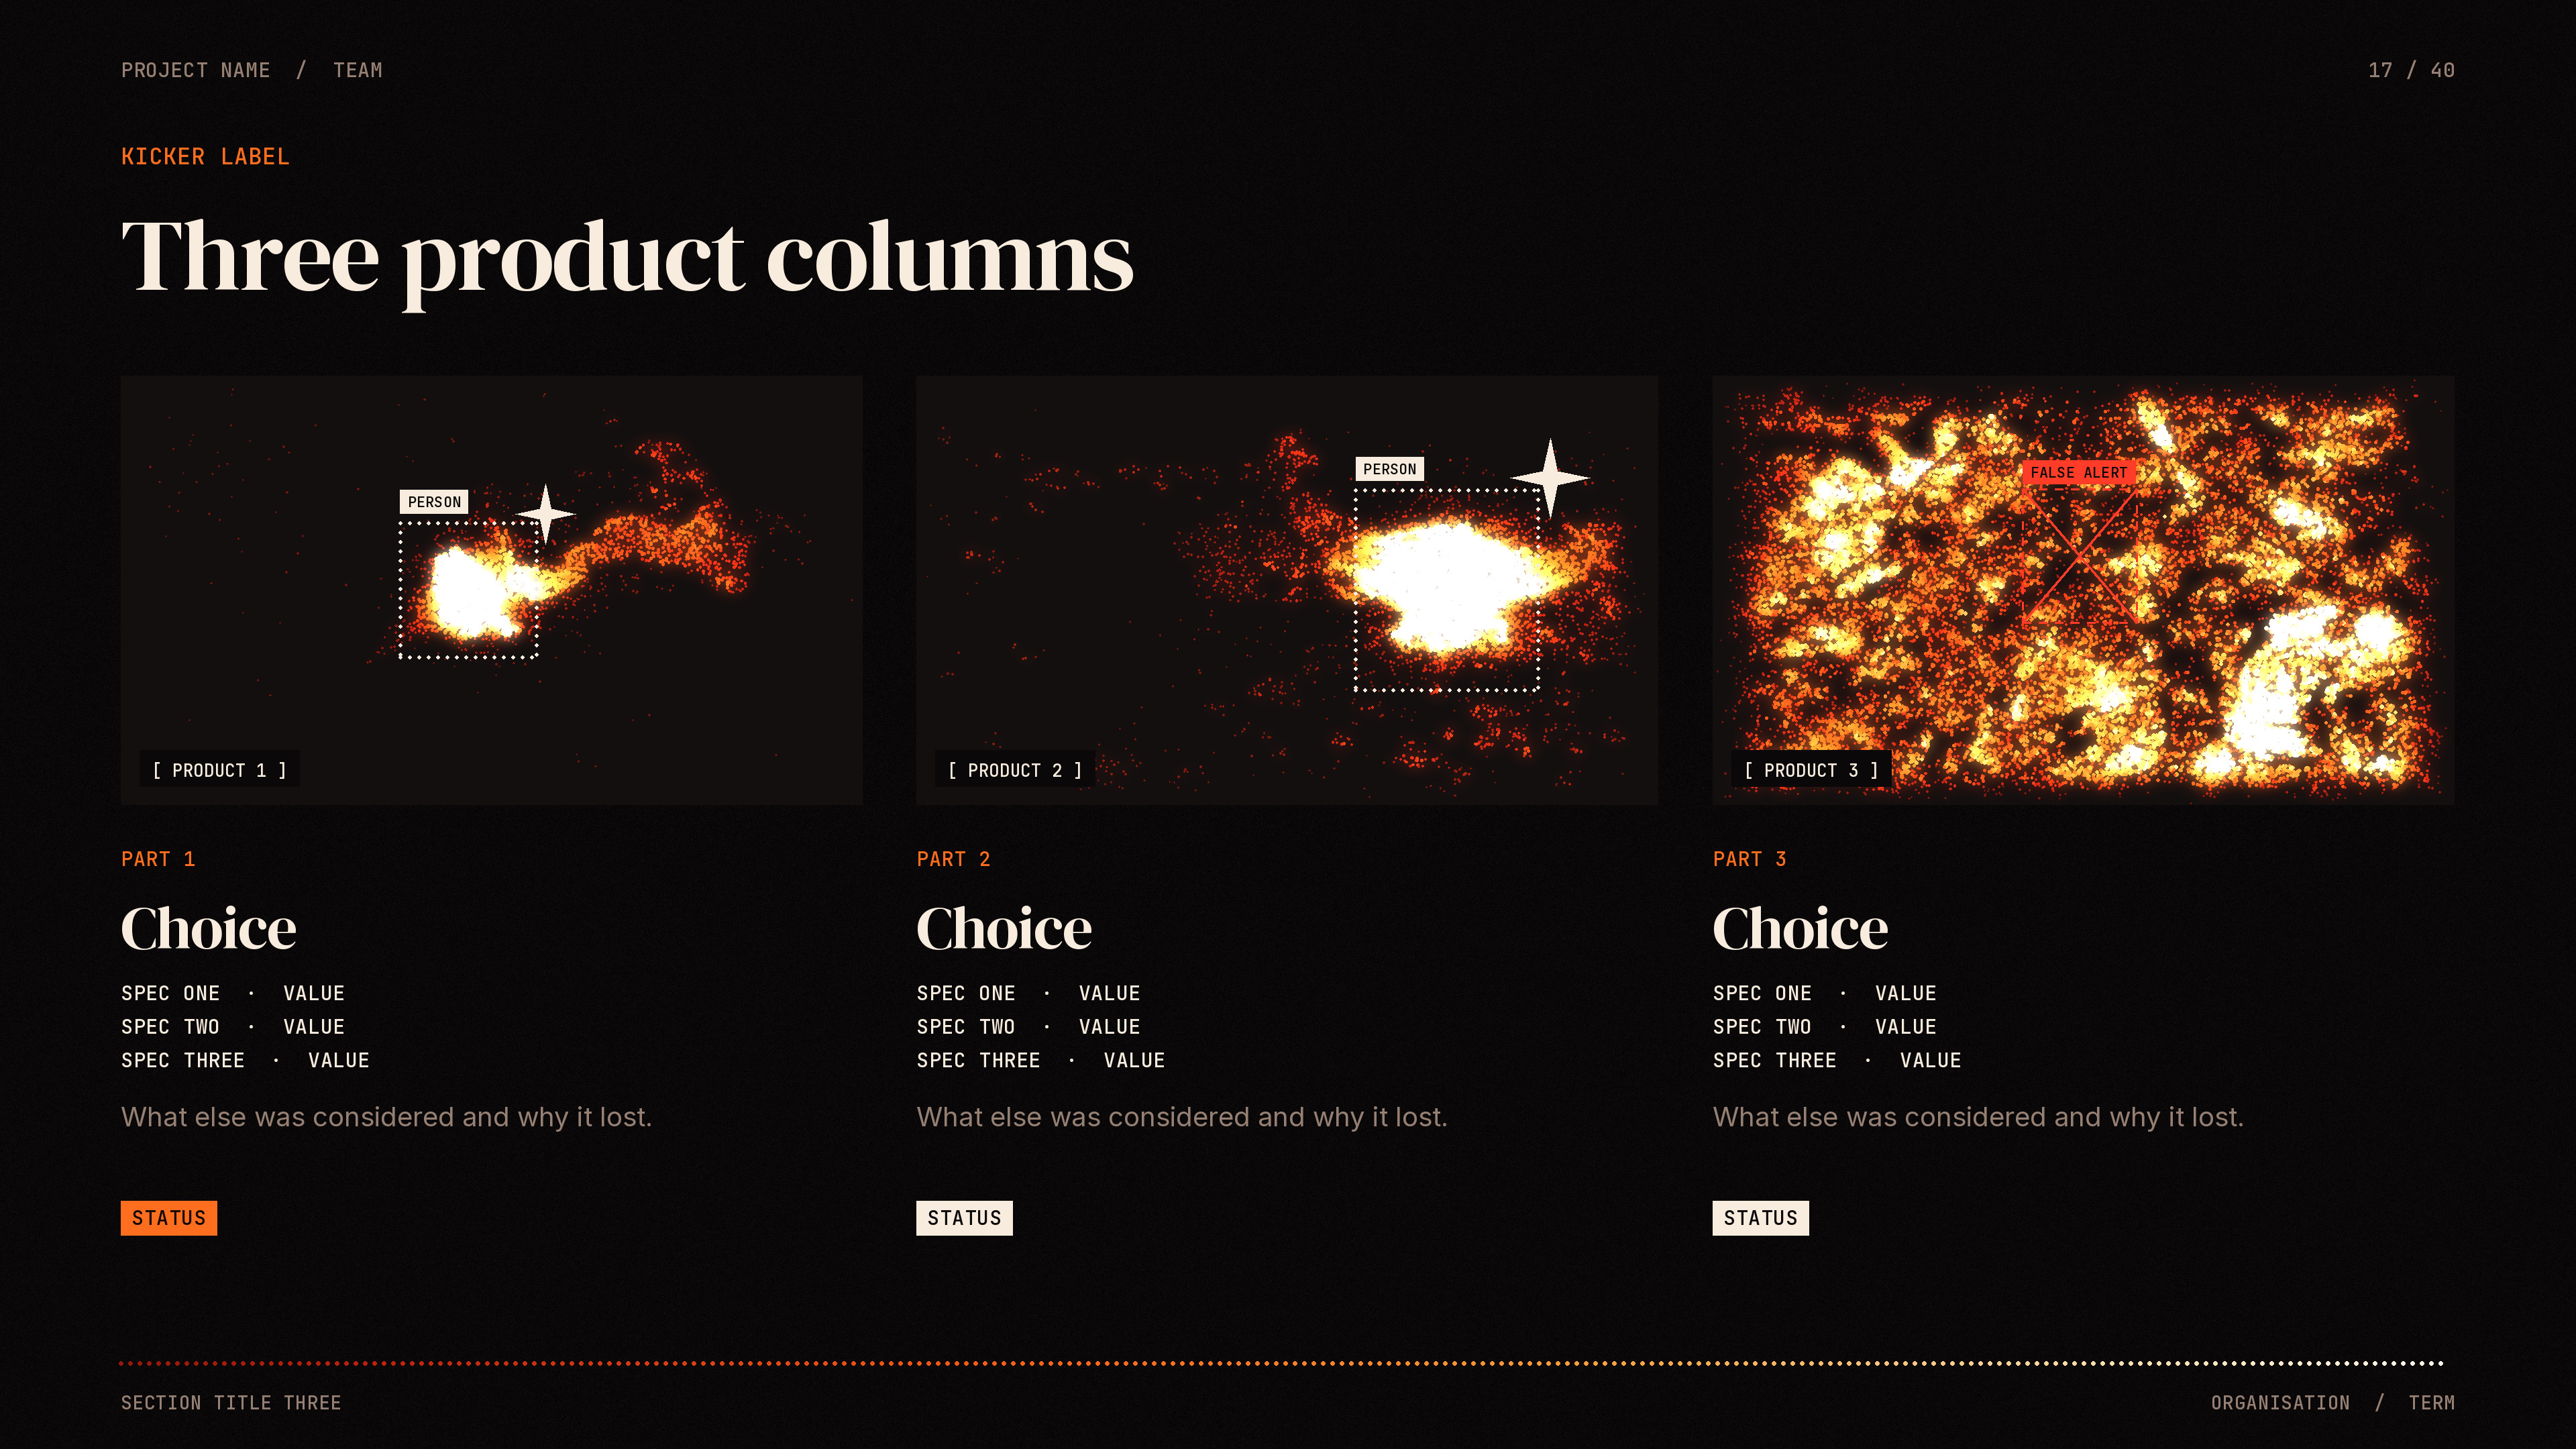 PROJECT NAME / TEAM
17 / 40
KICKER LABEL
Three product columns
PERSON
[ PRODUCT 1 ]
PERSON
[ PRODUCT 2 ]
FALSE ALERT
[ PRODUCT 3 ]
PART 1
Choice
SPEC ONE · VALUE
SPEC TWO · VALUE
SPEC THREE · VALUE
What else was considered and why it lost.
STATUS
PART 2
Choice
SPEC ONE · VALUE
SPEC TWO · VALUE
SPEC THREE · VALUE
What else was considered and why it lost.
STATUS
PART 3
Choice
SPEC ONE · VALUE
SPEC TWO · VALUE
SPEC THREE · VALUE
What else was considered and why it lost.
STATUS
SECTION TITLE THREE
ORGANISATION / TERM